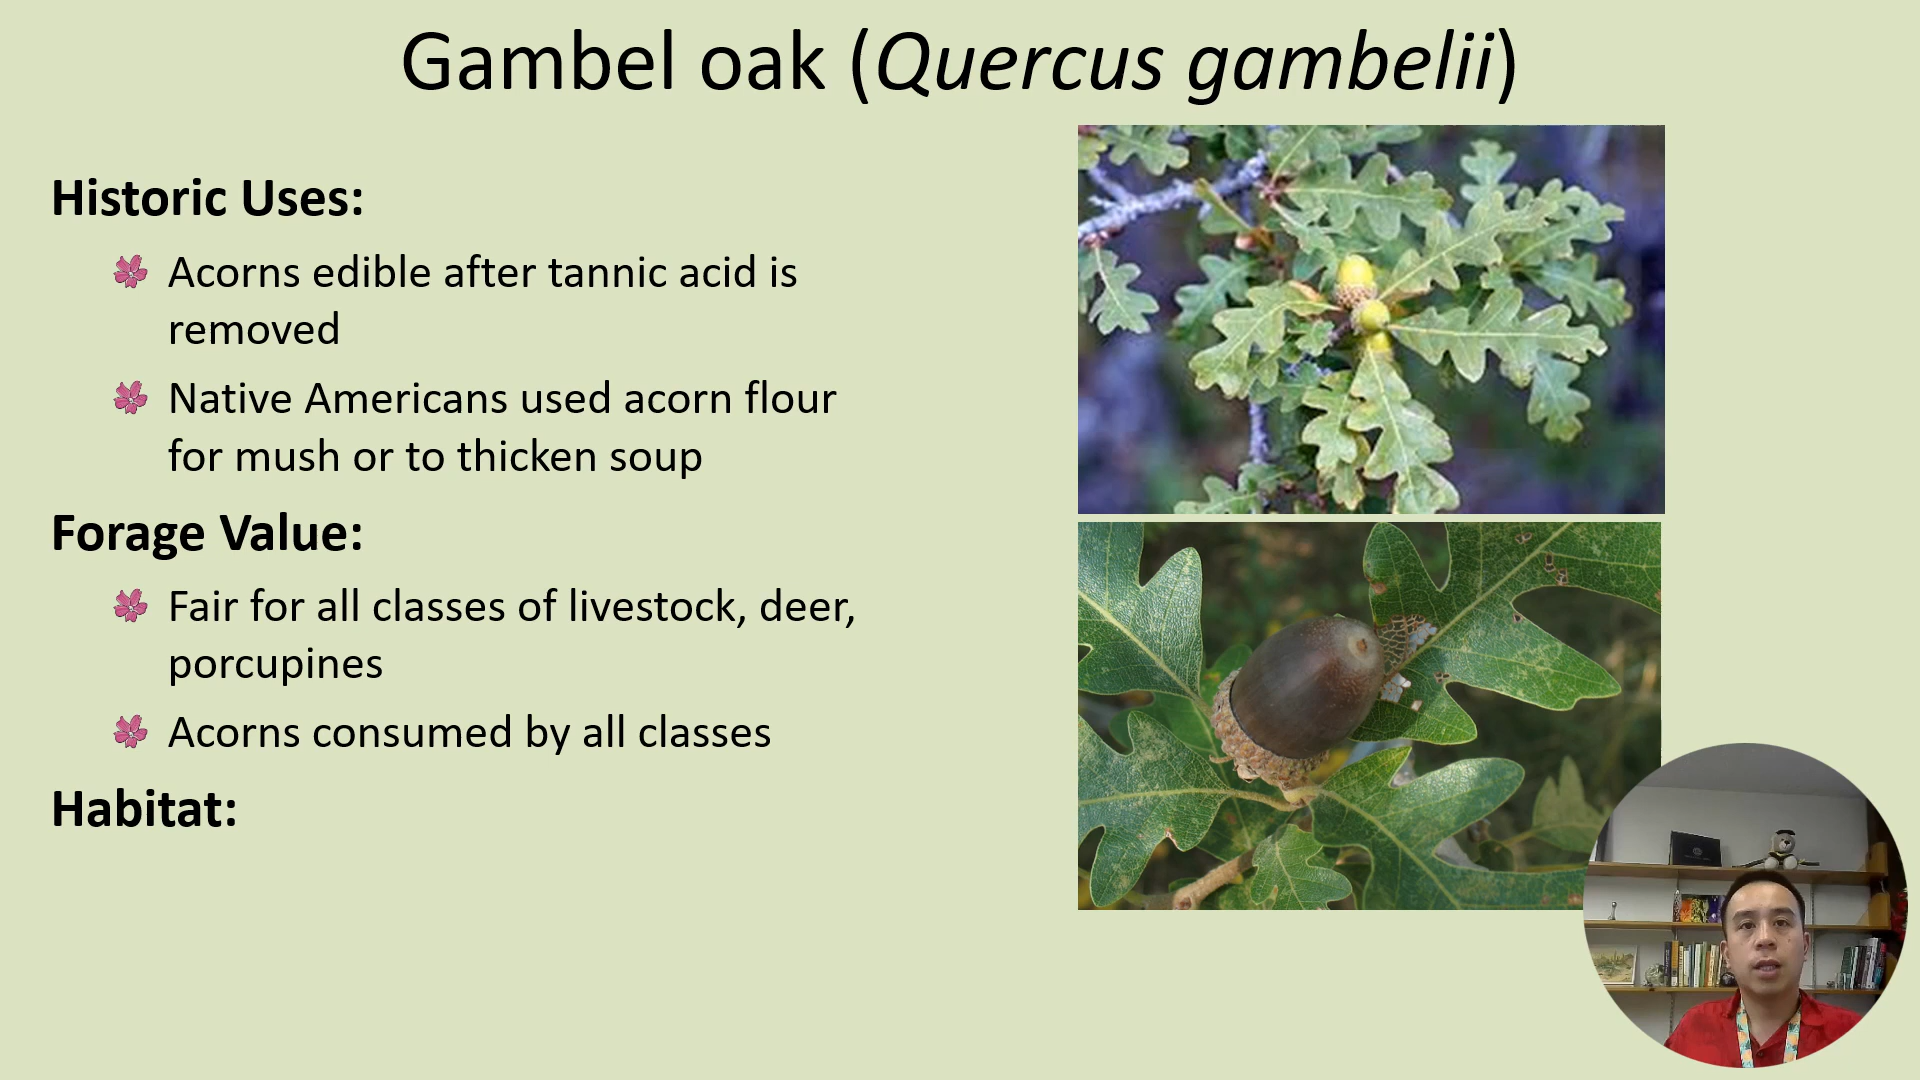 Gambel oak (Quercus gambelii)
Historic Uses:
Acorns edible after tannic acid is
removed
Native Americans used acorn flour
for mush or to thicken soup
Forage Value:
Fair for all classes of livestock, deer,
porcupines
Acorns consumed by all classes
Habitat: